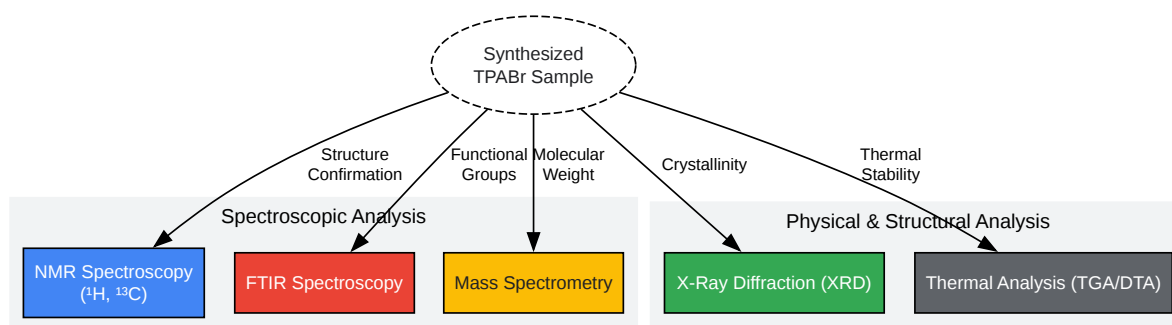 Synthesized
TPABr Sample
Structure
Confirmation
Functional
Groups
Molecular
Weight
Crystallinity
Thermal
Stability
Spectroscopic Analysis
Physical & Structural Analysis
NMR Spectroscopy
(¹H, ¹³C)
FTIR Spectroscopy
Mass Spectrometry
X-Ray Diffraction (XRD)
Thermal Analysis (TGA/DTA)